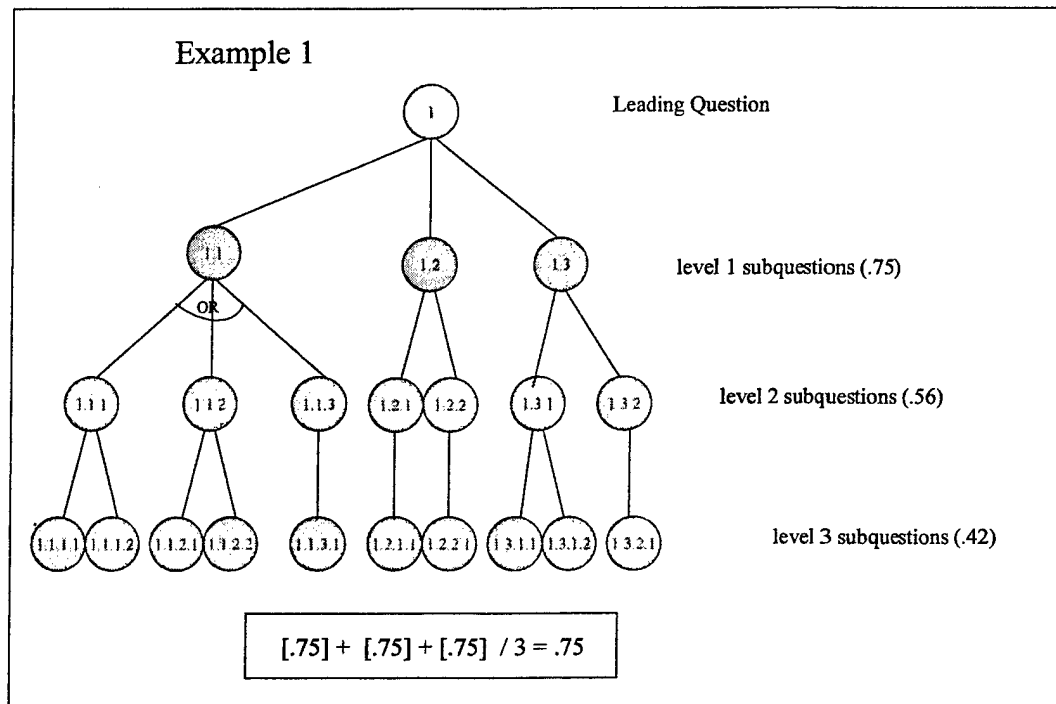 Example 1
1
Leading Question
1.1
1.2
1.3
level 1 subquestions (.75)
OR
1.1 1
1 1 2
1.1.3
1.2.1
1.2.2
1.3 1
1.3 2
level 2 subquestions (.56)
1.1.1.1
1.1.1.2
1.1.2.1
1.1.2.2
1.1.3.1
1.2.1.1
1.2.2 1
1.3.1.1
1.3.1.2
1.3.2.1
level 3 subquestions (.42)
[.75] + [.75] + [.75] / 3 = .75